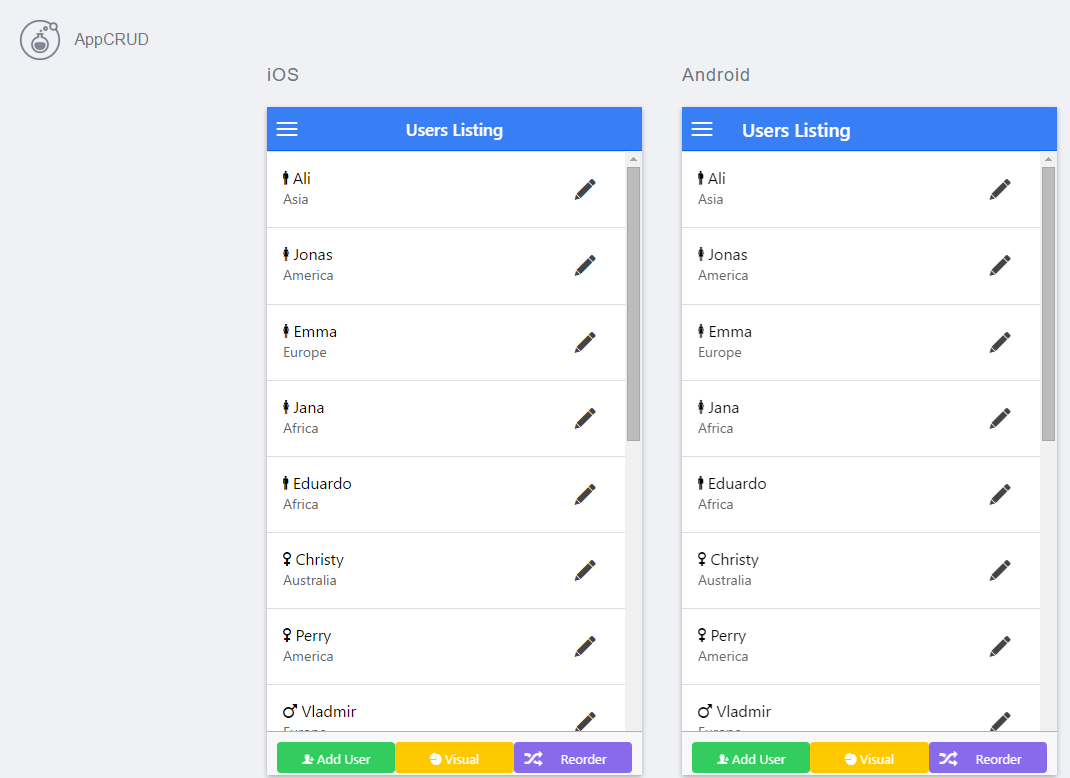 AppCRUD
iOS
Users Listing
Ali
Asia
Jonas
America
Emma
Europe
Jana
Africa
Eduardo
Africa
Christy
Australia
Perry
America
Vladmir
Europe
Add User
Visual
Reorder
Android
Users Listing
Ali
Asia
Jonas
America
Emma
Europe
Jana
Africa
Eduardo
Africa
Christy
Australia
Perry
America
Vladmir
Europe
Add User
Visual
Reorder